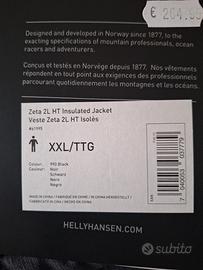 Designed and developed in Norway since 1877, to the
exacting specifications of mountain professionals, ocean
racers and adventurers.
Conçus et testés en Norvège depuis 1877. Nos vêtements
répondent en tout point aux exigences des professionnels
parcourant quotidiennement les montagnes et les océans.
Zeta 2L HT Insulated Jacket
Veste Zeta 2L HT Isolés
XXL/TTG
Colour: 990 Black
Couleur: Noir
Schwarz
Nero
Negro
HELLYHANSEN.COM
subito